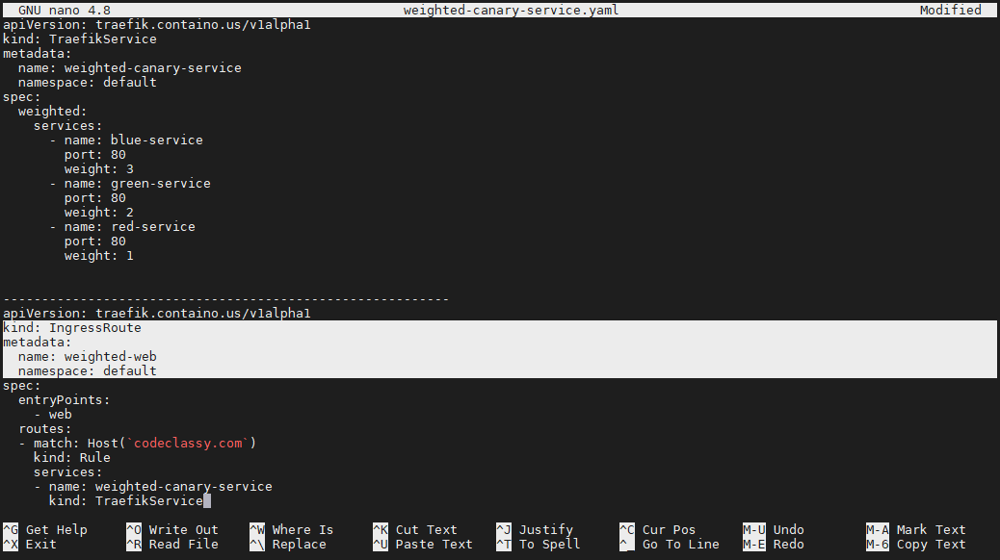 GNU nano 4.8 weighted-canary-service.yaml Modified
apiVersion: traefik.containo.us/v1alpha1
kind: TraefikService
metadata:
  name: weighted-canary-service
  namespace: default
spec:
  weighted:
    services:
      - name: blue-service
        port: 80
        weight: 3
      - name: green-service
        port: 80
        weight: 2
      - name: red-service
        port: 80
        weight: 1
----------------------------------------------------------
apiVersion: traefik.containo.us/v1alpha1
kind: IngressRoute
metadata:
  name: weighted-web
  namespace: default
spec:
  entryPoints:
    - web
  routes:
  - match: Host(`codeclassy.com`)
    kind: Rule
    services:
    - name: weighted-canary-service
      kind: TraefikService
^G Get Help ^O Write Out ^W Where Is ^K Cut Text ^J Justify ^C Cur Pos M-U Undo M-A Mark Text
^X Exit ^R Read File ^\ Replace ^U Paste Text ^T To Spell ^_ Go To Line M-E Redo M-6 Copy Text